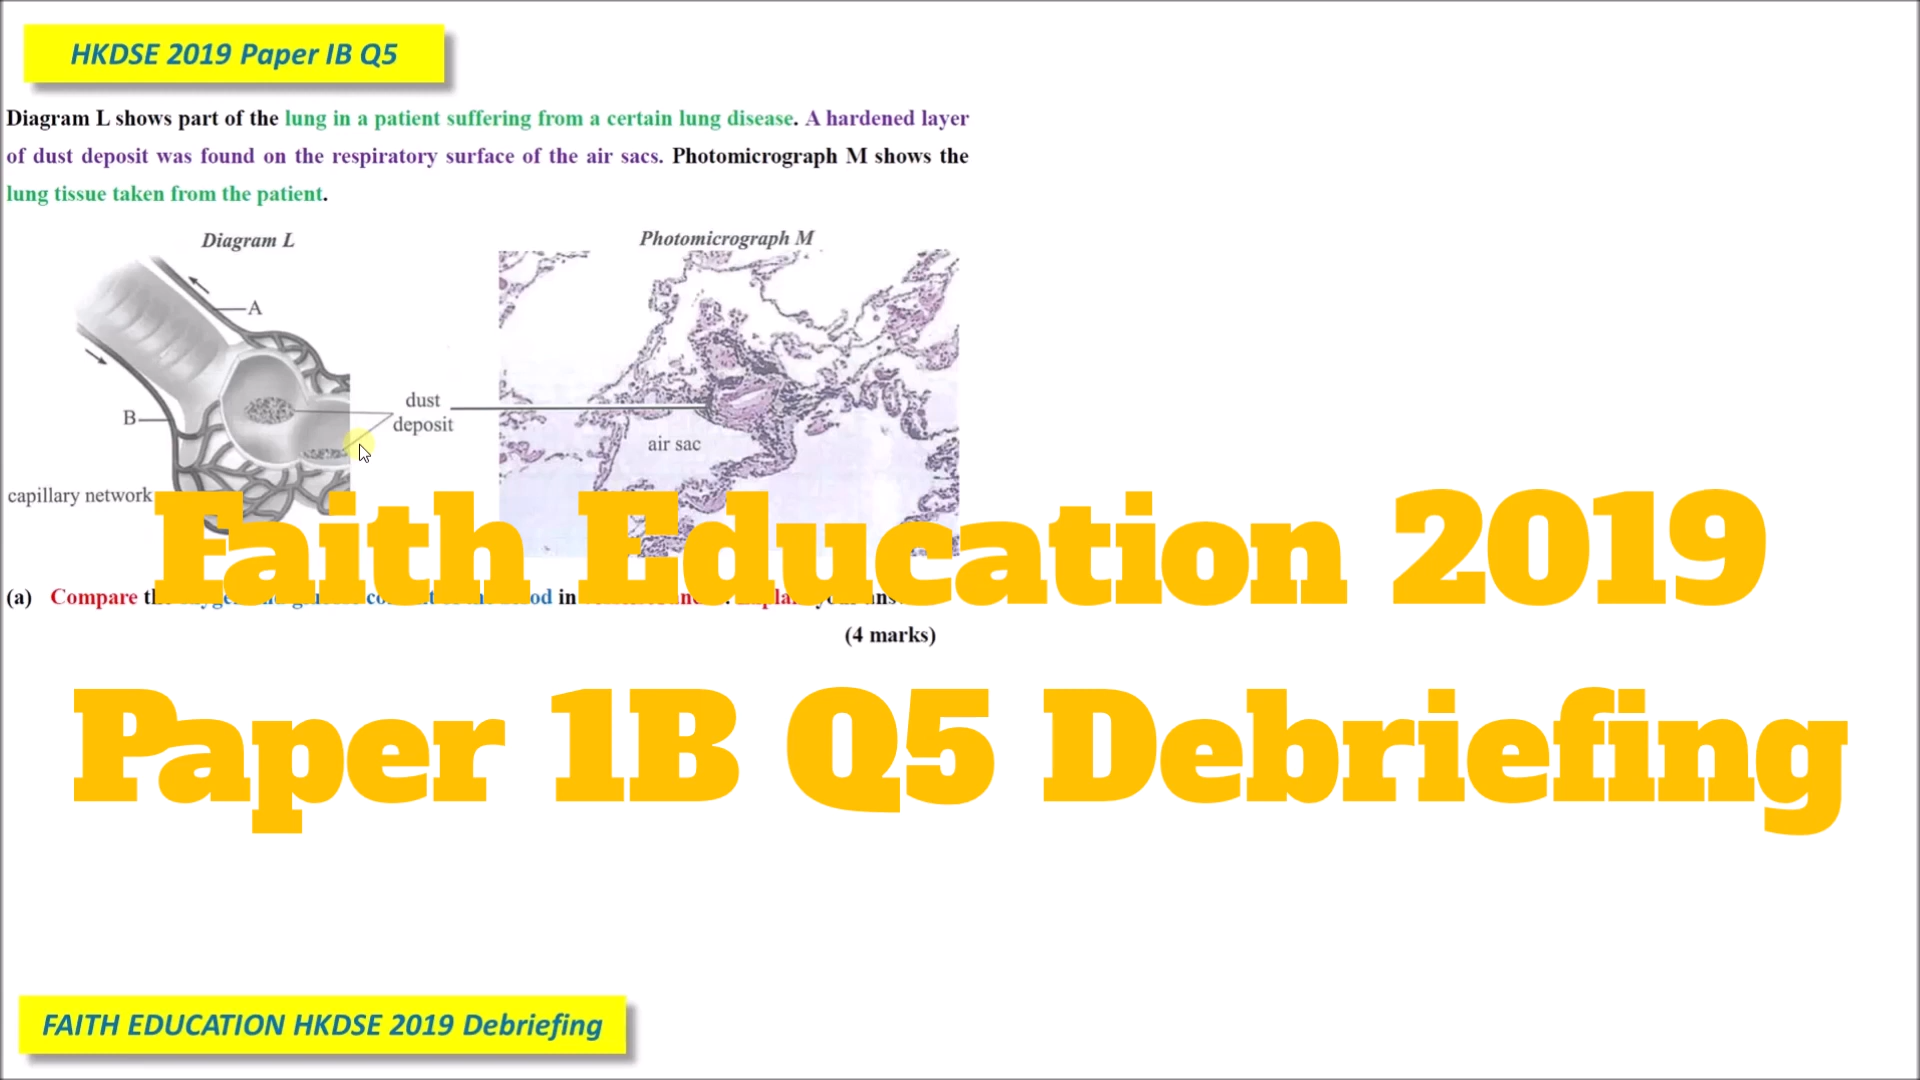 HKDSE 2019 Paper IB Q5
Diagram L shows part of the lung in a patient suffering from a certain lung disease. A hardened layer
of dust deposit was found on the respiratory surface of the air sacs. Photomicrograph M shows the
lung tissue taken from the patient.
Diagram L
Photomicrograph M
A
B
dust
deposit
air sac
capillary network
Faith Education 2019
(a) Compare in
(4 marks)
Paper 1B Q5 Debriefing
FAITH EDUCATION HKDSE 2019 Debriefing